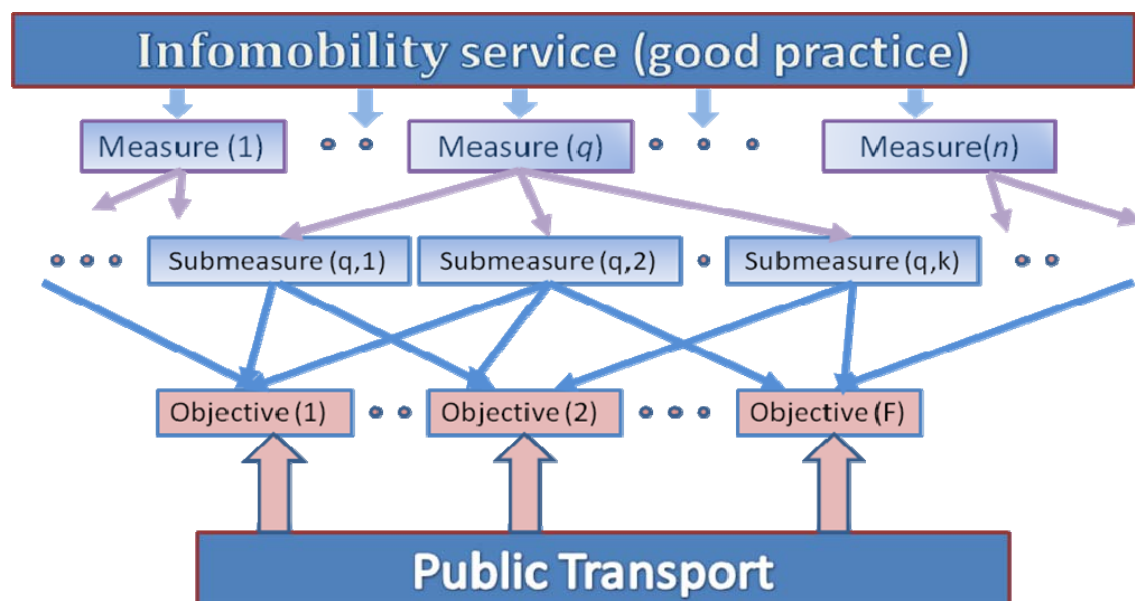 Infomobility service (good practice)
Measure (1)
Measure (q)
Measure(n)
Submeasure (q,1)
Submeasure (q,2)
Submeasure (q,k)
Objective (1)
Objective (2)
Objective (F)
Public Transport